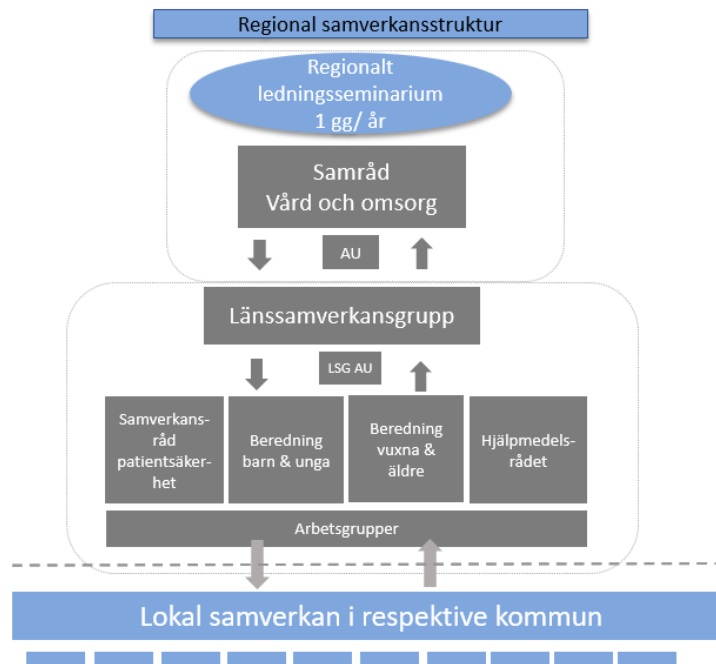 Regional samverkansstruktur
Regionalt
ledningsseminarium
1 gg/ år
Samråd
Vård och omsorg
AU
Länssamverkansgrupp
LSG AU
Samverkans-
råd
patientsäker-
het
Beredning
barn & unga
Beredning
vuxna &
äldre
Hjälpmedels-
rådet
Arbetsgrupper
Lokal samverkan i respektive kommun